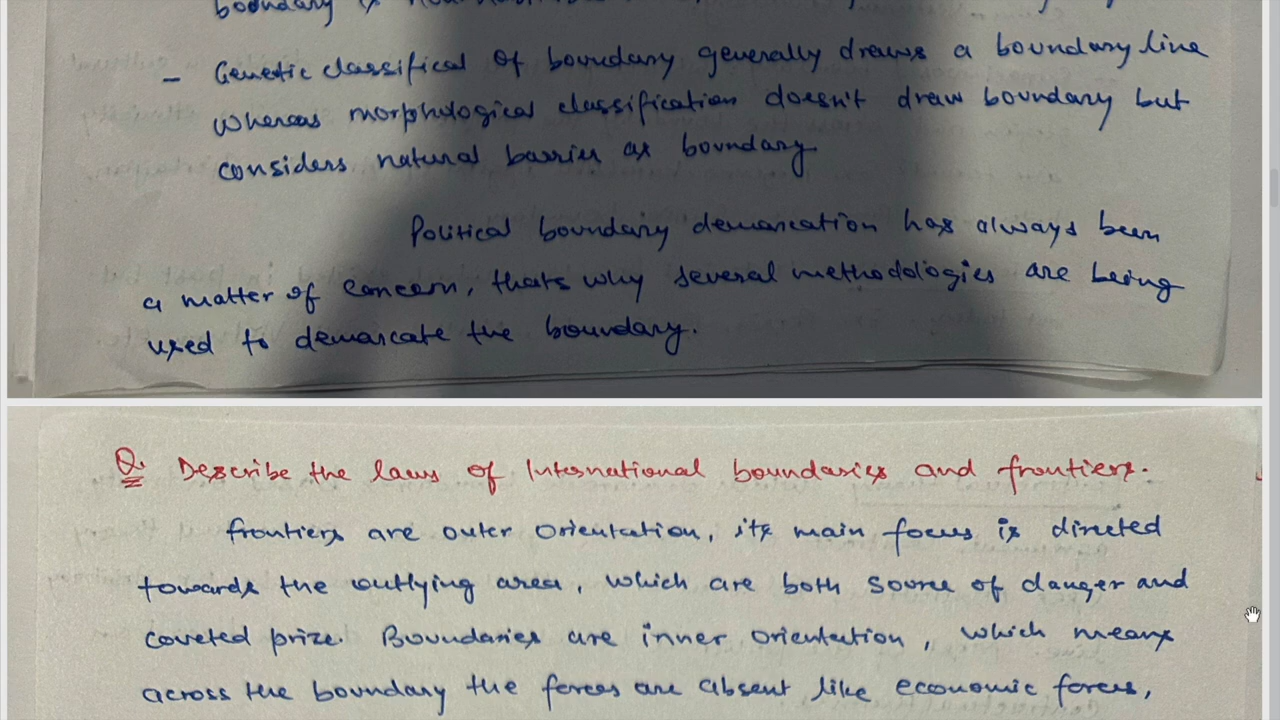 boundary is
- Genetic classifical of boundary generally draws a boundary line
whereas morphological classification doesn't draw boundary but
considers natural barrier as boundary
Political boundary demarcation has always been
a matter of concern, thats why several methodologies are being
used to demarcate the boundary.
Q. Describe the laws of International boundaries and frontiers.
frontiers are outer orientation, its main focus is directed
towards the outlying area, which are both source of danger and
coveted prize. Boundaries are inner orientation, which means
across the boundary the forces are absent like economic forces,